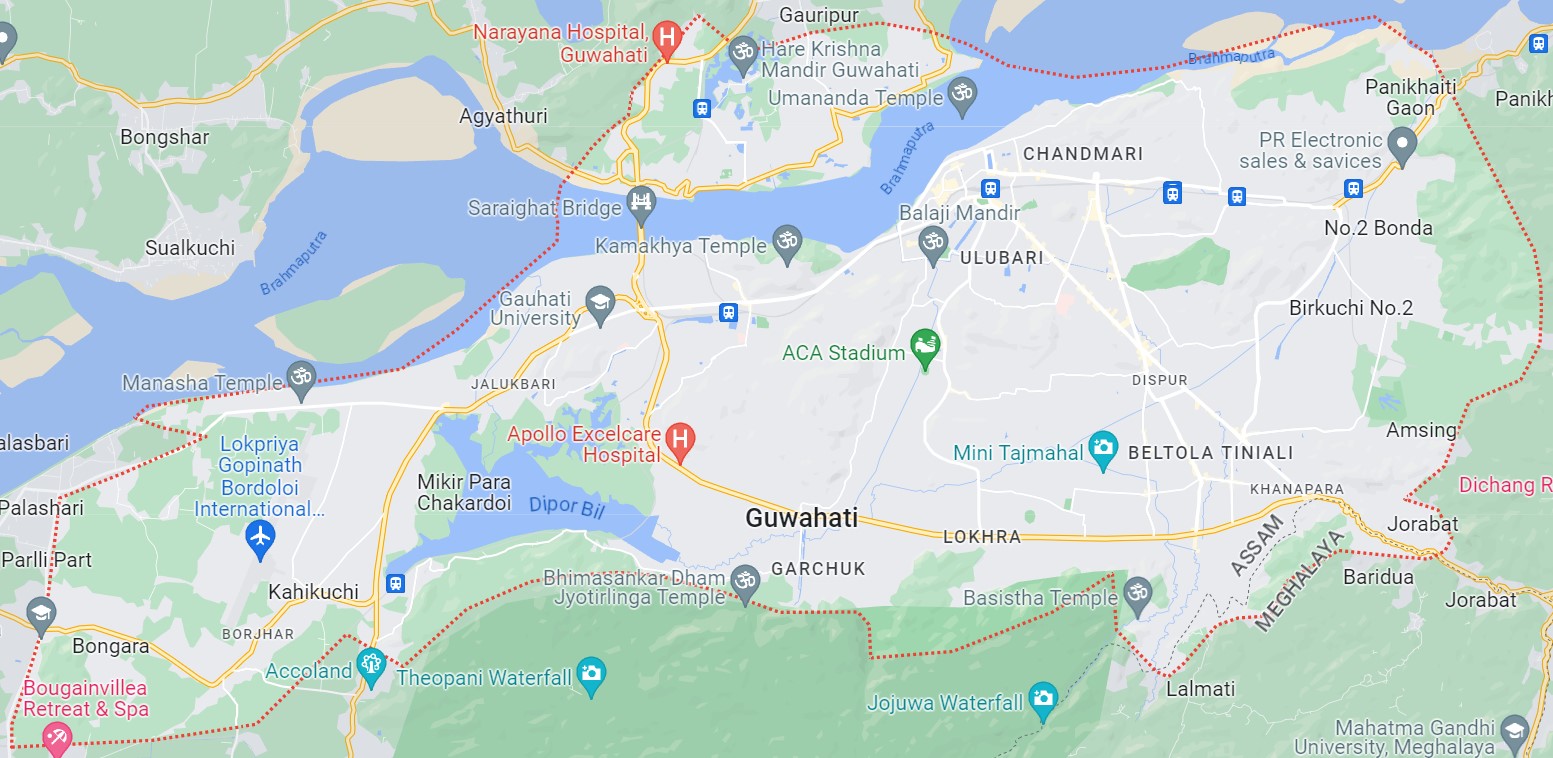 Gauripur
Narayana Hospital,
Guwahati
Hare Krishna
Mandir Guwahati
Brahmaputra
Umananda Temple
Panikhaiti
Gaon
Agyathuri
Bongshar
PR Electronic
sales & savices
CHANDMARI
Brahmaputra
Saraighat Bridge
Balaji Mandir
No.2 Bonda
Sualkuchi
Kamakhya Temple
ULUBARI
Brahmaputra
Gauhati
University
Birkuchi No.2
ACA Stadium
Manasha Temple
JALUKBARI
DISPUR
alasbari
Lokpriya
Gopinath
Bordoloi
International...
Apollo Excelcare
Hospital
Amsing
Mini Tajmahal
BELTOLA TINIALI
Mikir Para
Chakardoi
KHANAPARA
Dichang R
Palashari
Dipor Bil
Guwahati
Jorabat
LOKHRA
ASSAM
MEGHALAYA
Parlli Part
GARCHUK
Baridua
Bhimasankar Dham
Jyotirlinga Temple
Kahikuchi
Basistha Temple
Jorabat
BORJHAR
Bongara
Accoland
Theopani Waterfall
Bougainvillea
Retreat & Spa
Jojuwa Waterfall
Lalmati
Mahatma Gandhi
University, Meghalaya